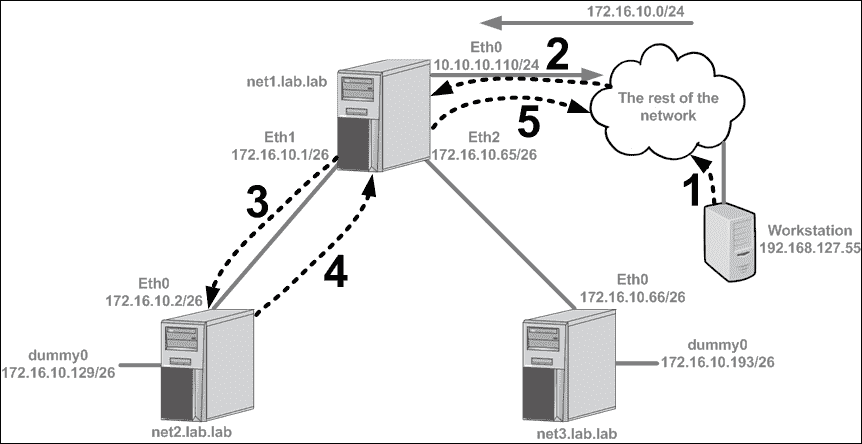 172.16.10.0/24
Eth0
10.10.10.110/24
2
net1.lab.lab
The rest of the
network
5
Eth1
172.16.10.1/26
Eth2
172.16.10.65/26
1
3
Workstation
192.168.127.55
4
Eth0
172.16.10.2/26
Eth0
172.16.10.66/26
dummy0
172.16.10.129/26
dummy0
172.16.10.193/26
net2.lab.lab
net3.lab.lab